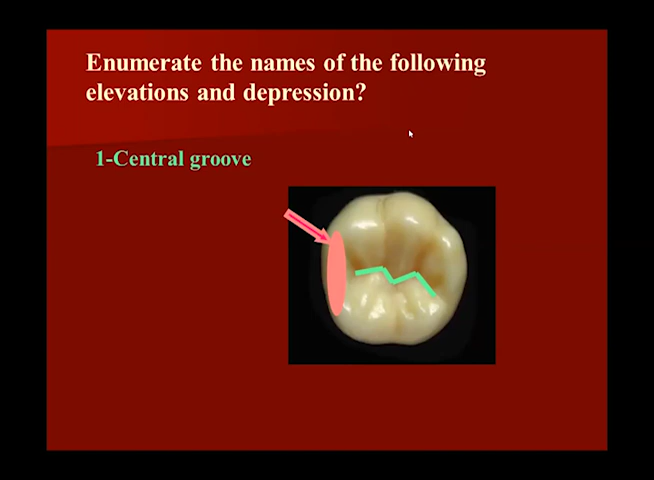 Enumerate the names of the following
elevations and depression?
1-Central groove